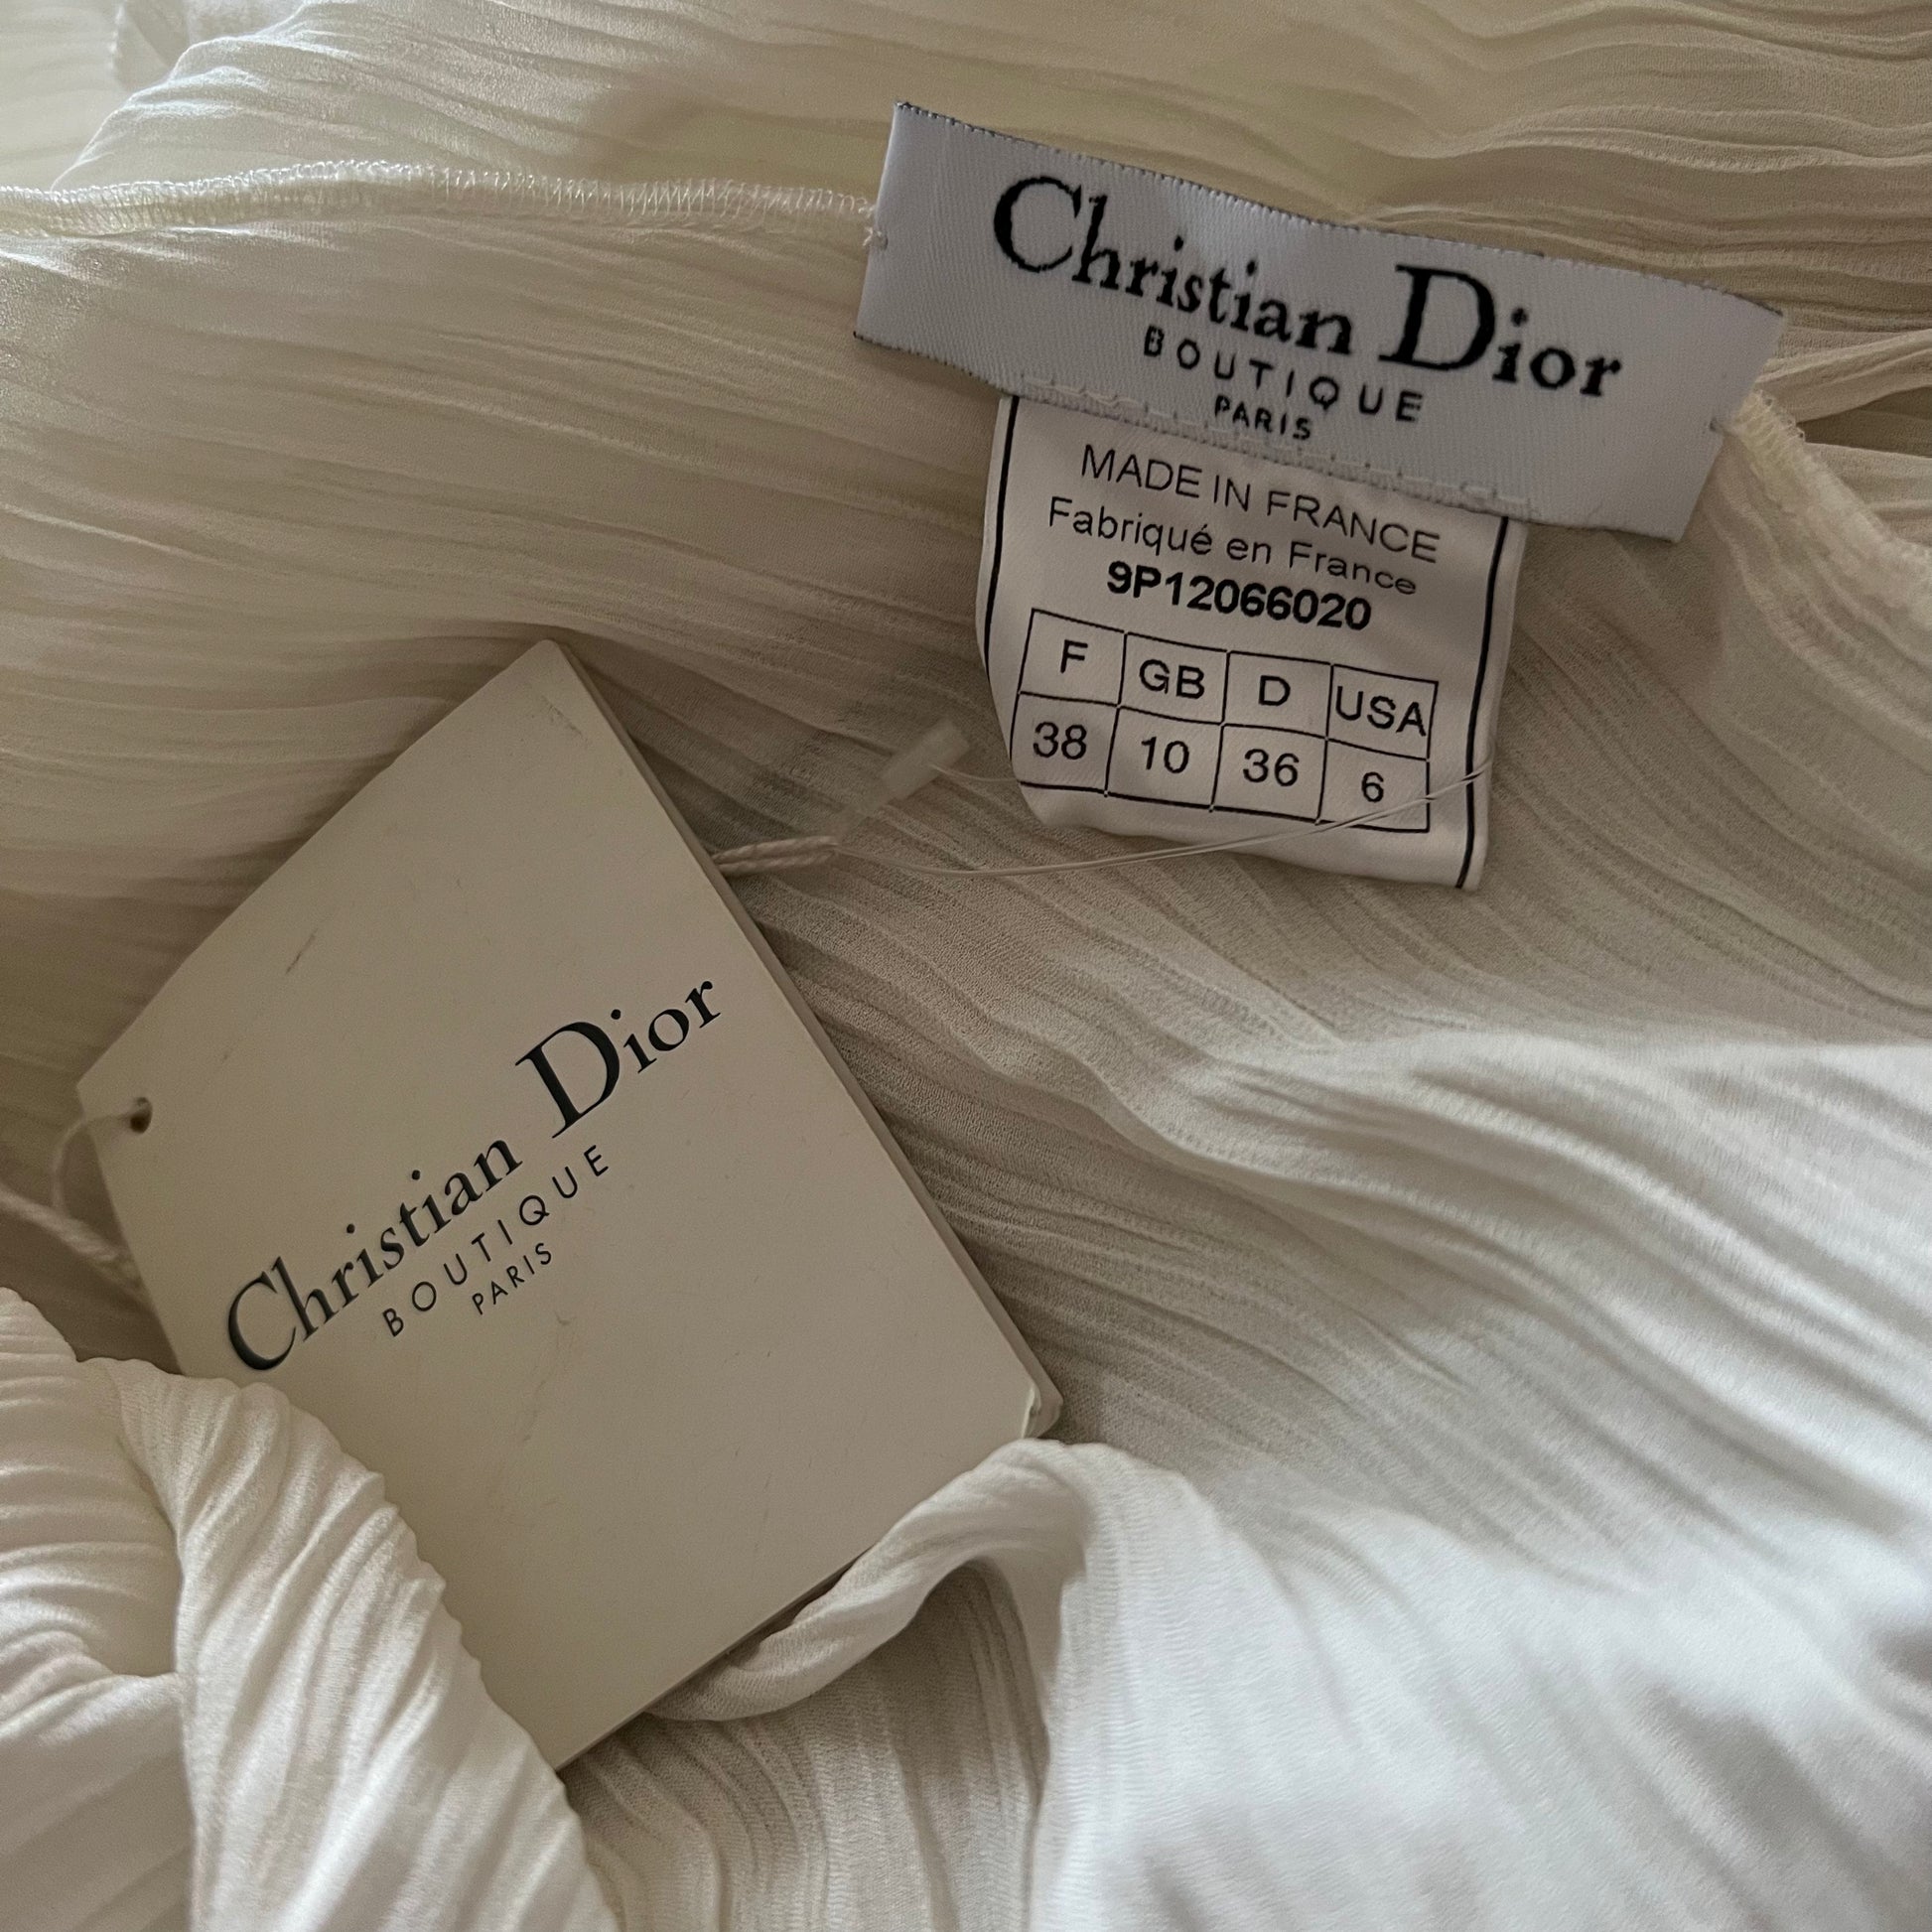 Christian Dior
BOUTIQUE
PARIS
MADE IN FRANCE
Fabriqué en France
9P12066020
F GB D USA
38 10 36 6
Christian Dior
BOUTIQUE
PARIS